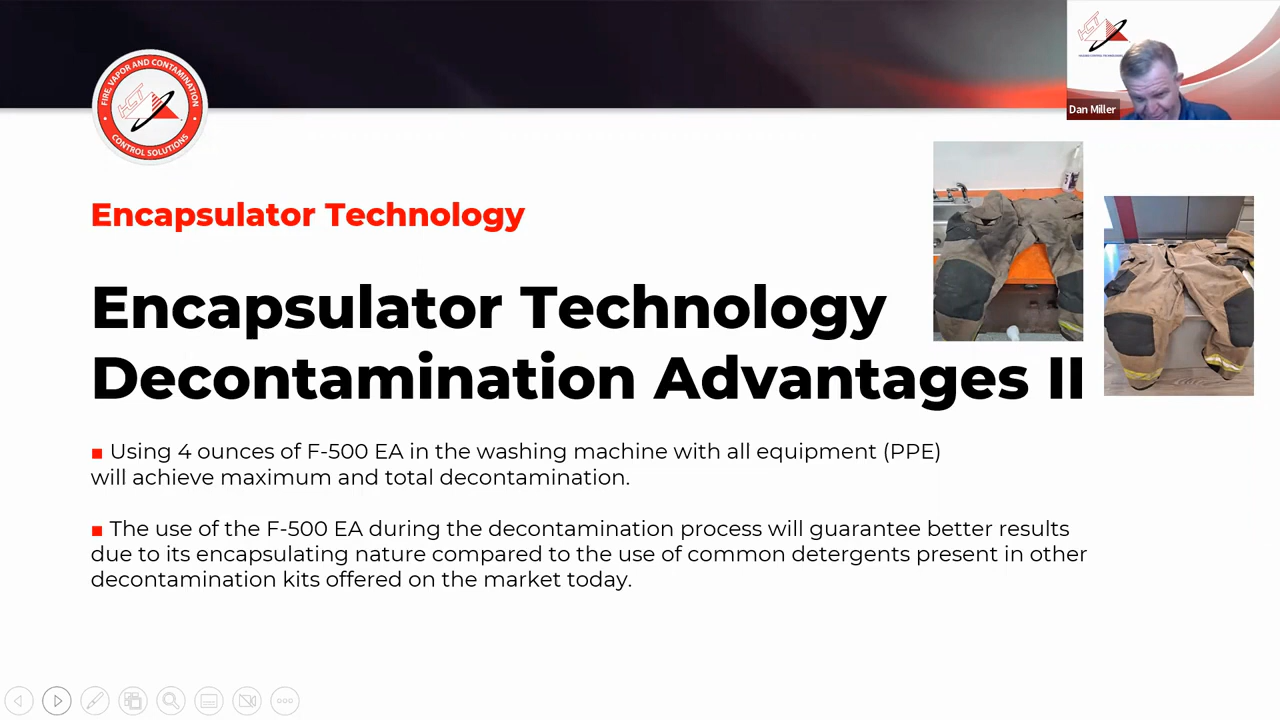 FIRE, VAPOR AND CONTAMINATION
HCT
CONTROL SOLUTIONS
HCT
Dan Miller
Encapsulator Technology
Encapsulator Technology
Decontamination Advantages II
■ Using 4 ounces of F-500 EA in the washing machine with all equipment (PPE)
will achieve maximum and total decontamination.
■ The use of the F-500 EA during the decontamination process will guarantee better results
due to its encapsulating nature compared to the use of common detergents present in other
decontamination kits offered on the market today.